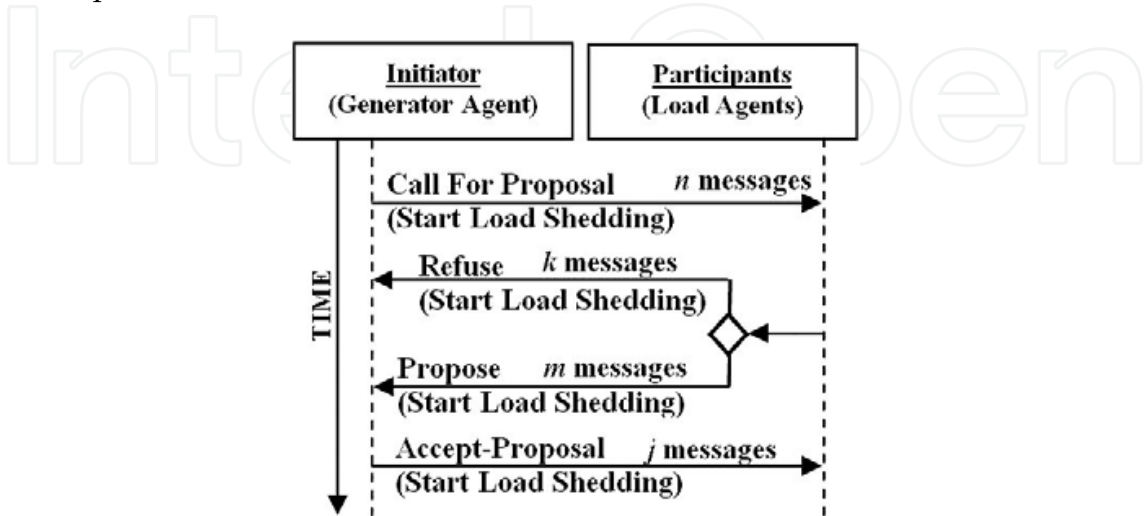 Initiator
(Generator Agent)
Participants
(Load Agents)
Call For Proposal n messages
(Start Load Shedding)
Refuse k messages
(Start Load Shedding)
TIME
Propose m messages
(Start Load Shedding)
Accept-Proposal j messages
(Start Load Shedding)